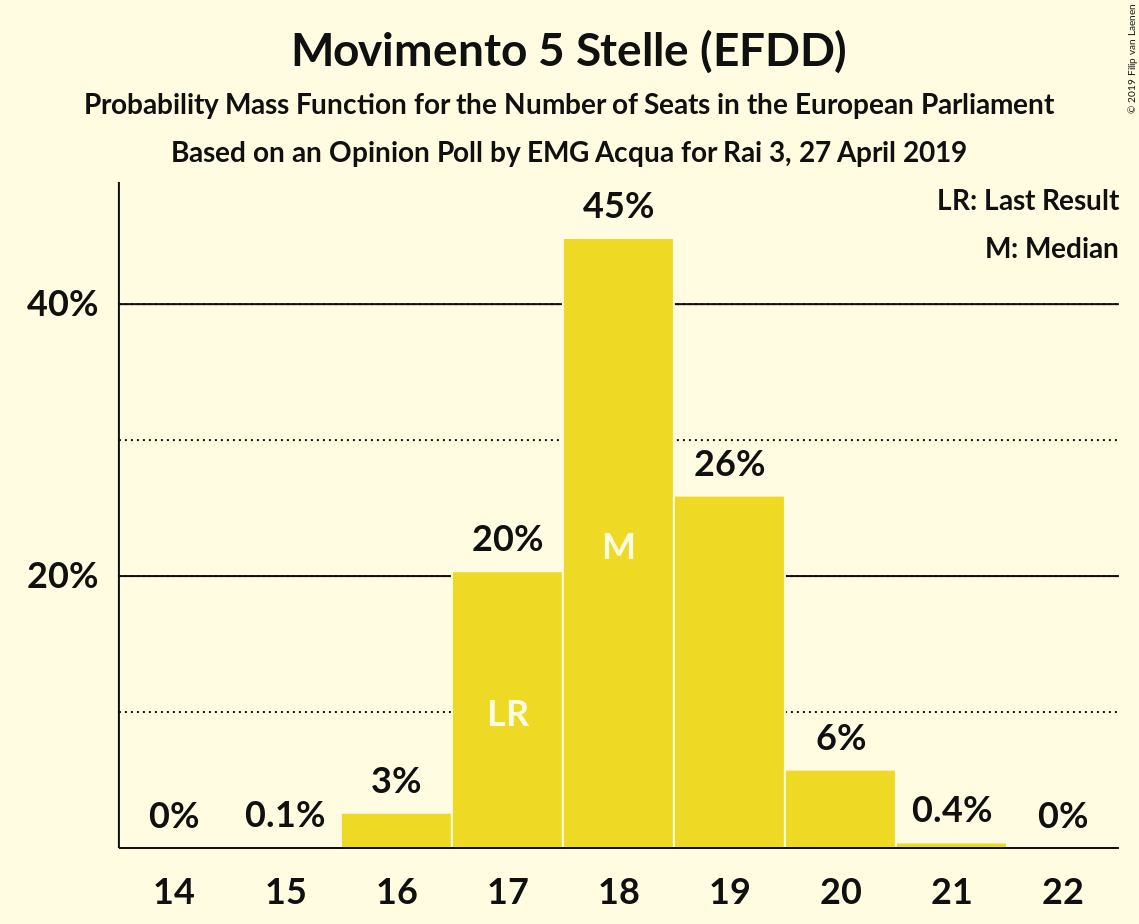 Movimento 5 Stelle (EFDD)
Probability Mass Function for the Number of Seats in the European Parliament
Based on an Opinion Poll by EMG Acqua for Rai 3, 27 April 2019
© 2019 Filip van Laenen
LR: Last Result
M: Median
45%
40%
26%
20%
20%
M
LR
6%
3%
0%
0.1%
0.4%
0%
14 15 16 17 18 19 20 21 22